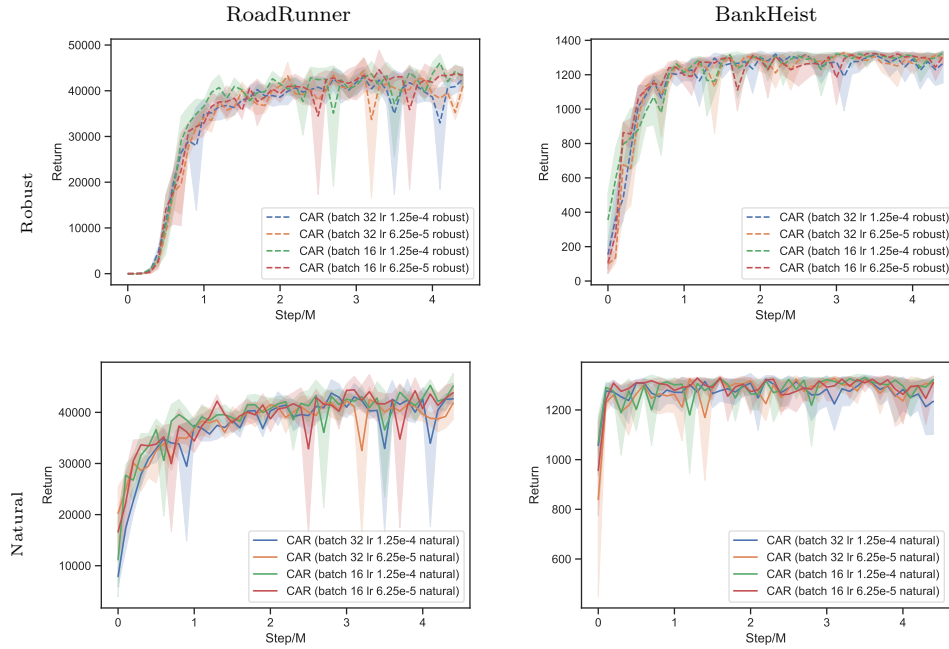 RoadRunner
BankHeist
Robust
Return
50000
40000
30000
20000
10000
0
0 1 2 3 4
Step/M
CAR (batch 32 lr 1.25e-4 robust)
CAR (batch 32 lr 6.25e-5 robust)
CAR (batch 16 lr 1.25e-4 robust)
CAR (batch 16 lr 6.25e-5 robust)
Return
1400
1200
1000
800
600
400
200
0
0 1 2 3 4
Step/M
CAR (batch 32 lr 1.25e-4 robust)
CAR (batch 32 lr 6.25e-5 robust)
CAR (batch 16 lr 1.25e-4 robust)
CAR (batch 16 lr 6.25e-5 robust)
Natural
Return
40000
30000
20000
10000
0 1 2 3 4
Step/M
CAR (batch 32 lr 1.25e-4 natural)
CAR (batch 32 lr 6.25e-5 natural)
CAR (batch 16 lr 1.25e-4 natural)
CAR (batch 16 lr 6.25e-5 natural)
Return
1200
1000
800
600
0 1 2 3 4
Step/M
CAR (batch 32 lr 1.25e-4 natural)
CAR (batch 32 lr 6.25e-5 natural)
CAR (batch 16 lr 1.25e-4 natural)
CAR (batch 16 lr 6.25e-5 natural)